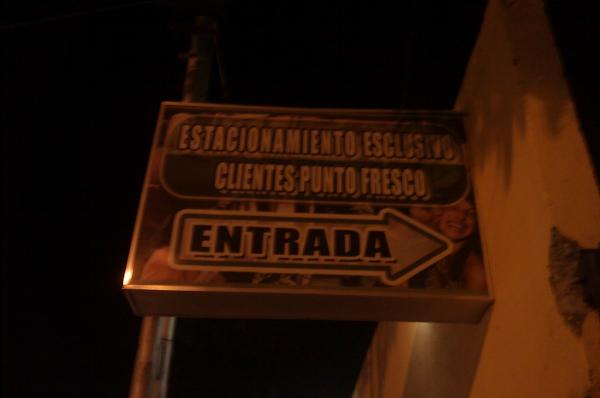 ESTACIONAMIENTO ESCLUSIVO
CLIENTES PUNTO FRESCO
ENTRADA